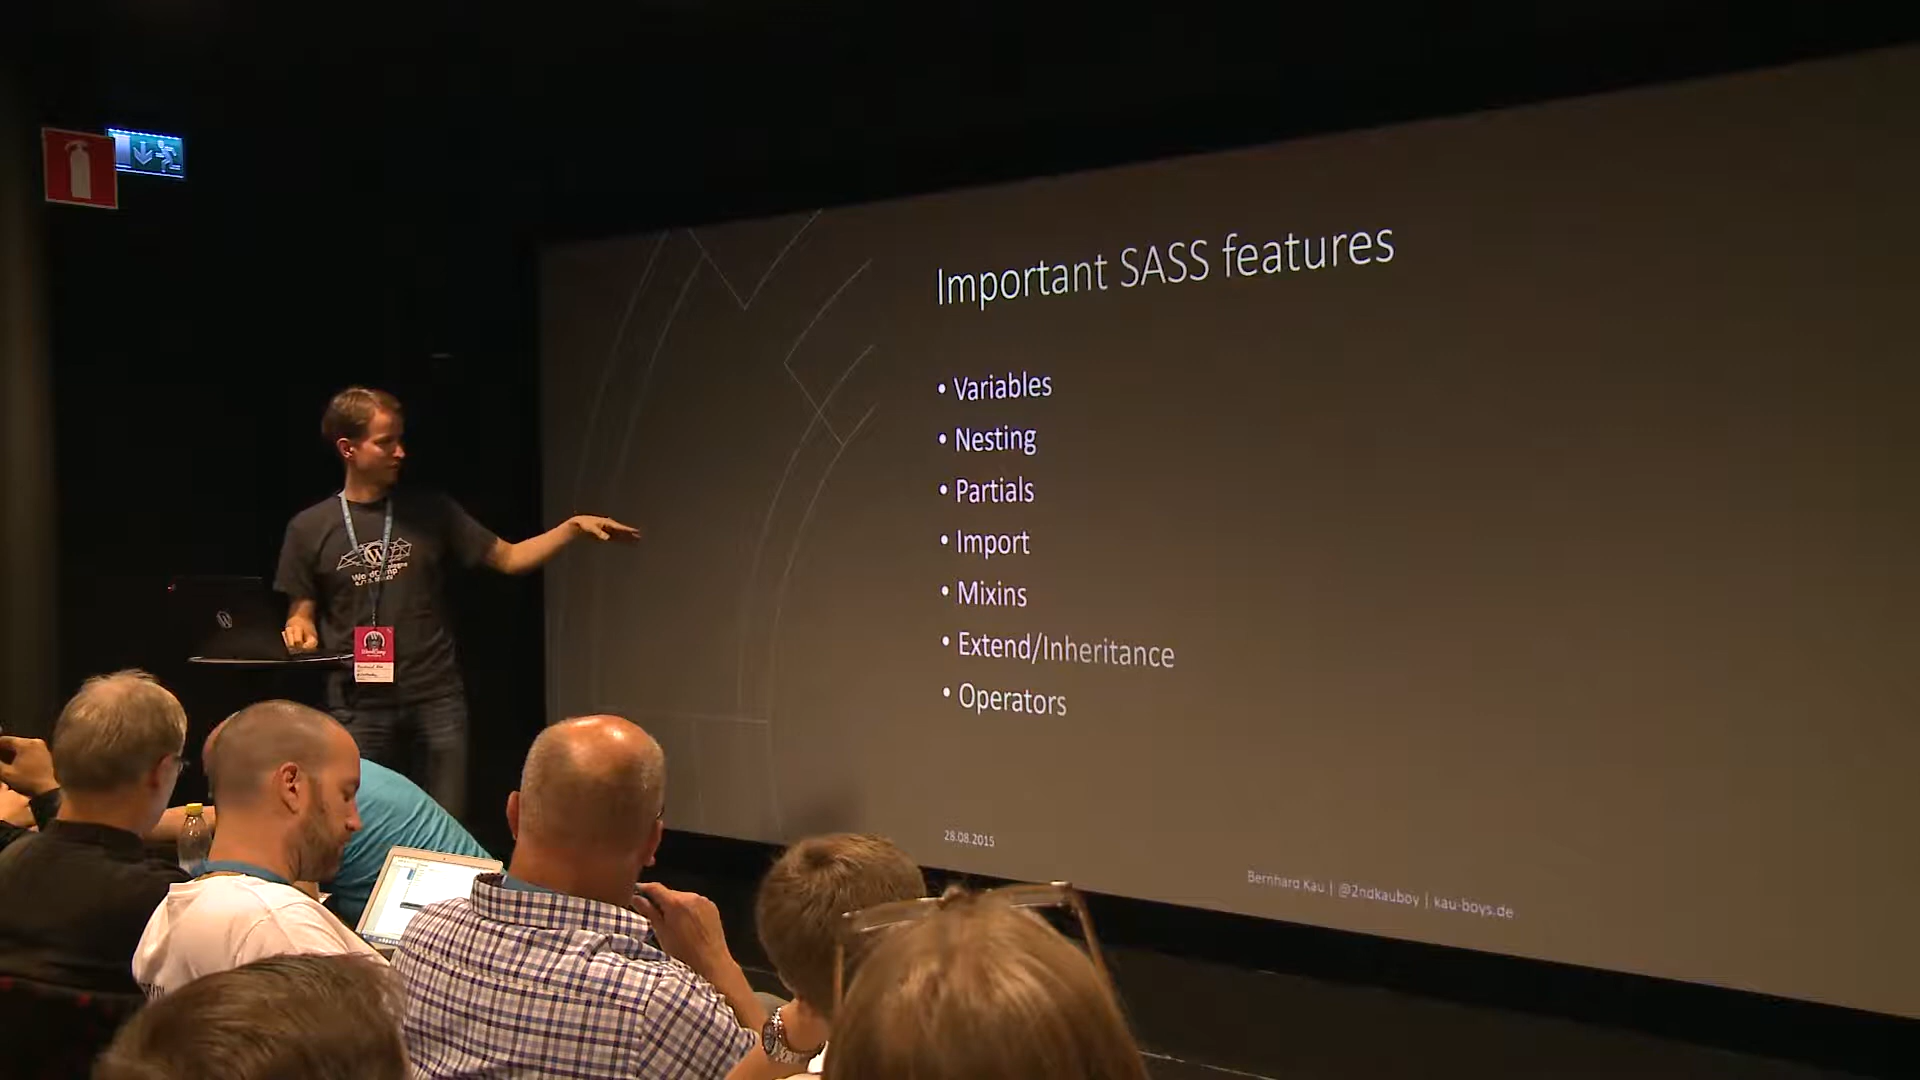 Important SASS features
• Variables
• Nesting
• Partials
• Import
• Mixins
• Extend/Inheritance
• Operators
28.08.2015
Bernhard Kau | @2ndkauboy | kau-boys.de
WordCamp